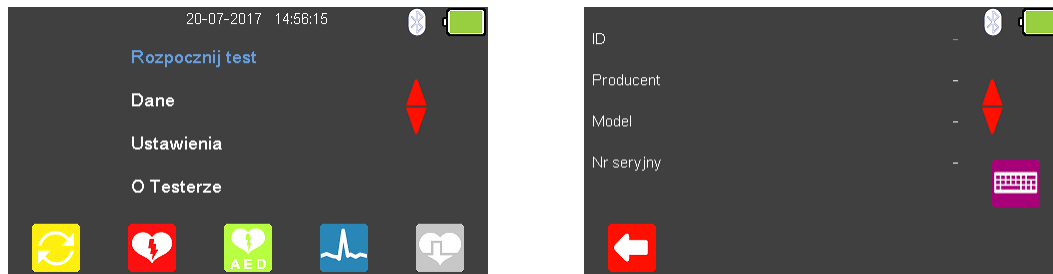 20-07-2017 14:56:15
Rozpocznij test
Dane
Ustawienia
O Testerze
AED
ID -
Producent -
Model -
Nr seryjny -